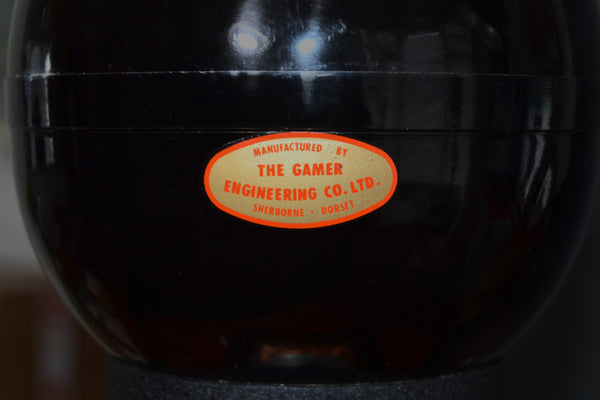 MANUFACTURED BY
THE GAMER
ENGINEERING CO. LTD.
SHERBORNE · DORSET